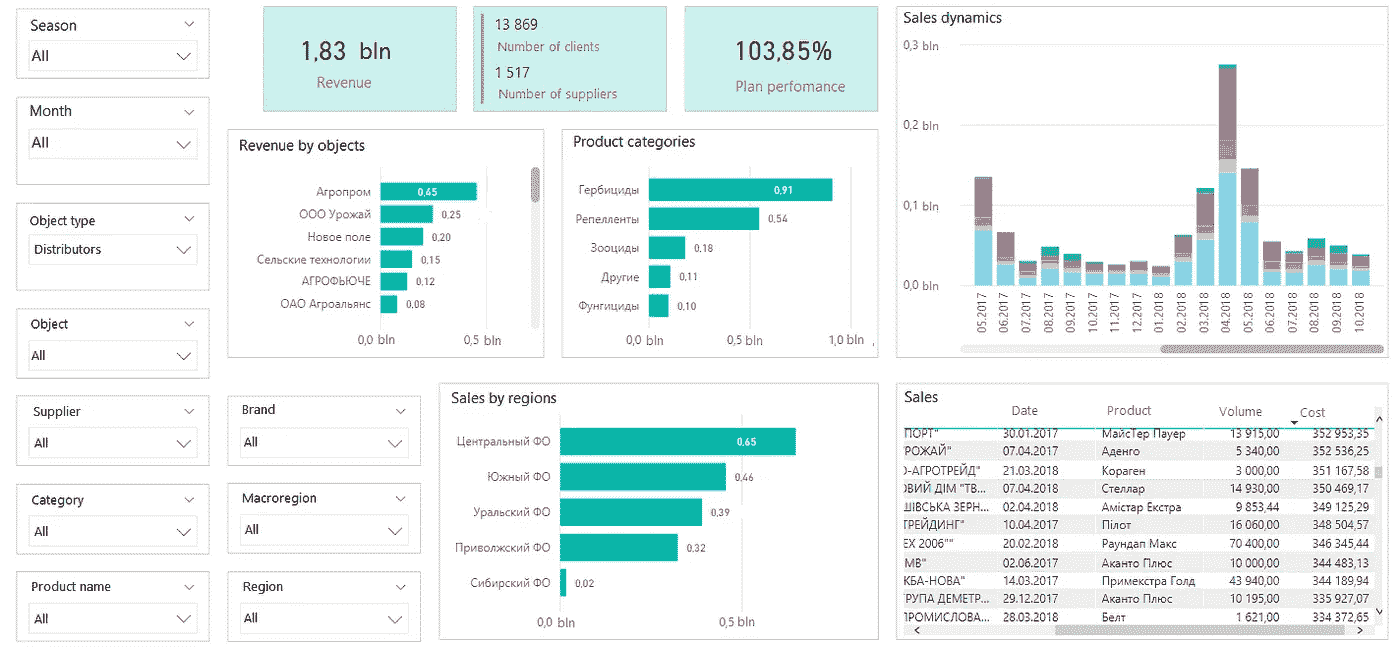 Season
All
Month
All
Object type
Distributors
Object
All
Supplier
All
Category
All
Product name
All
Brand
All
Macroregion
All
Region
All
1,83 bln
Revenue
13 869
Number of clients
1 517
Number of suppliers
103,85%
Plan perfomance
Revenue by objects
Агропром 0,45
ООО Урожай 0,25
Новое поле 0,20
Сельские технологии 0,15
АГРОФЬЮЧЕ 0,12
ОАО Агроальянс 0,08
0,0 bln 0,5 bln
Product categories
Гербициды 0,91
Репелленты 0,54
Зооциды 0,18
Другие 0,11
Фунгициды 0,10
0,0 bln 0,5 bln 1,0 bln
Sales dynamics
0,3 bln
0,2 bln
0,1 bln
0,0 bln
05.2017 06.2017 07.2017 08.2017 09.2017 10.2017 11.2017 12.2017 01.2018 02.2018 03.2018 04.2018 05.2018 06.2018 07.2018 08.2018 09.2018 10.2018
Sales by regions
Центральный ФО 0,65
Южный ФО 0,46
Уральский ФО 0,39
Приволжский ФО 0,32
Сибирский ФО 0,02
0,0 bln 0,5 bln
Sales
Date Product Volume Cost
ПОРТ" 30.01.2017 МайсТер Пауер 13 915,00 352 953,35
РОЖАЙ" 07.04.2017 Аденго 5 340,00 352 536,25
О-АГРОТРЕЙД" 21.03.2018 Кораген 3 000,00 351 167,58
ОВИЙ ДІМ "ТВ... 07.04.2018 Стеллар 14 930,00 350 469,17
ШІВСЬКА ЗЕРН... 02.04.2018 Амістар Екстра 9 853,44 349 125,29
ТРЕЙДИНГ" 10.04.2017 Пілот 16 060,00 348 504,57
ЕХ 2006"" 20.02.2018 Раундап Макс 70 400,00 346 345,44
МВ" 02.06.2017 Аканто Плюс 10 000,00 344 483,13
КБА-НОВА" 14.03.2017 Примекстра Голд 43 940,00 344 189,94
ГРУПА ДЕМЕТР... 29.12.2017 Аканто Плюс 10 195,00 335 927,07
ПРОМИСЛОВА... 28.03.2018 Белт 1 621,00 334 372,65